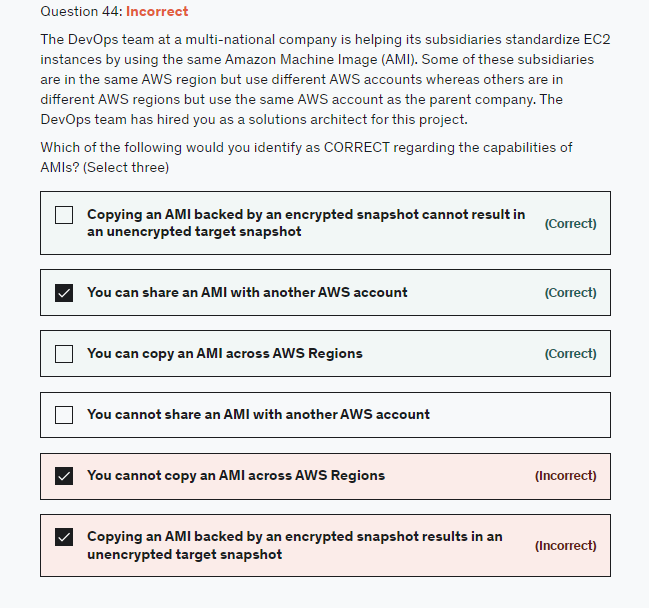 Question 44: Incorrect
The DevOps team at a multi-national company is helping its subsidiaries standardize EC2
instances by using the same Amazon Machine Image (AMI). Some of these subsidiaries
are in the same AWS region but use different AWS accounts whereas others are in
different AWS regions but use the same AWS account as the parent company. The
DevOps team has hired you as a solutions architect for this project.
Which of the following would you identify as CORRECT regarding the capabilities of
AMIs? (Select three)
Copying an AMI backed by an encrypted snapshot cannot result in
an unencrypted target snapshot
(Correct)
You can share an AMI with another AWS account
(Correct)
You can copy an AMI across AWS Regions
(Correct)
You cannot share an AMI with another AWS account
You cannot copy an AMI across AWS Regions
(Incorrect)
Copying an AMI backed by an encrypted snapshot results in an
unencrypted target snapshot
(Incorrect)